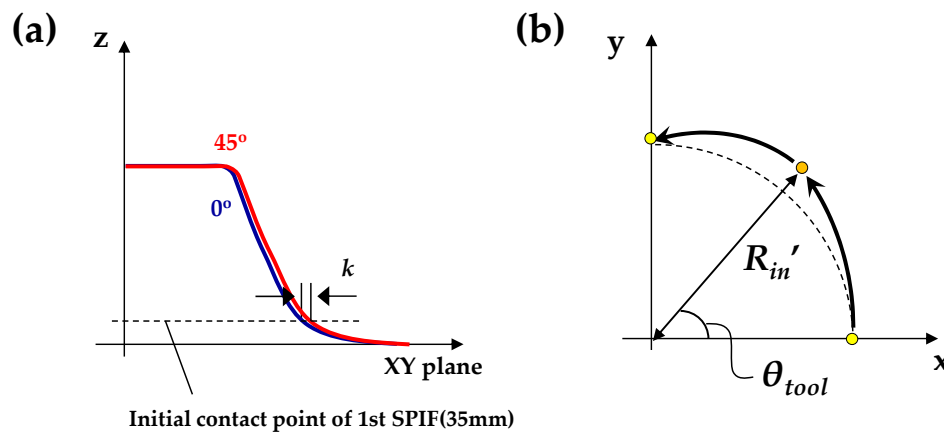 (a)
z
45°
0°
k
XY plane
Initial contact point of 1st SPIF(35mm)
(b)
y
R_in′
θ_tool
x